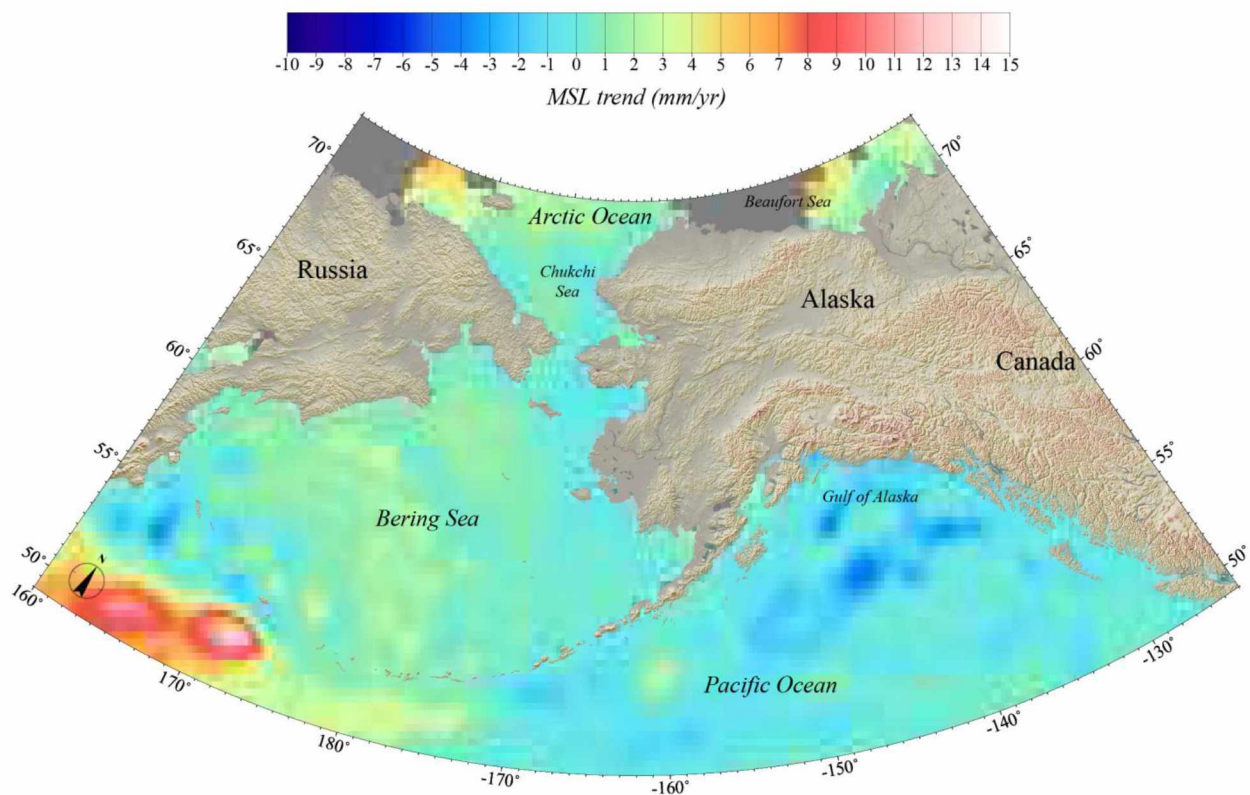 -10 -9 -8 -7 -6 -5 -4 -3 -2 -1 0 1 2 3 4 5 6 7 8 9 10 11 12 13 14 15
MSL trend (mm/yr)
70°
70°
Beaufort Sea
Arctic Ocean
65°
65°
Russia
Chukchi
Sea
Alaska
60°
60°
Canada
55°
55°
Gulf of Alaska
Bering Sea
50°
50°
N
160°
170°
-130°
Pacific Ocean
180°
-140°
-170°
-150°
-160°